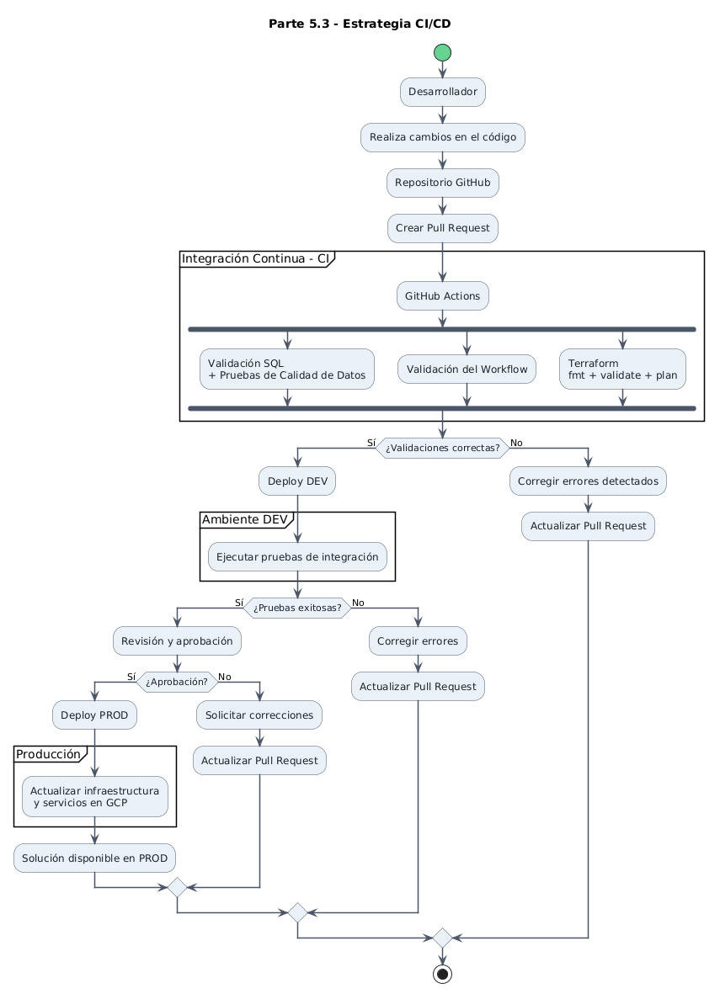 Parte 5.3 - Estrategia CI/CD
Desarrollador
Realiza cambios en el código
Repositorio GitHub
Crear Pull Request
Integración Continua - CI
GitHub Actions
Validación SQL
+ Pruebas de Calidad de Datos
Validación del Workflow
Terraform
fmt + validate + plan
¿Validaciones correctas?
Sí
No
Deploy DEV
Corregir errores detectados
Ambiente DEV
Actualizar Pull Request
Ejecutar pruebas de integración
¿Pruebas exitosas?
Sí
No
Revisión y aprobación
Corregir errores
¿Aprobación?
Sí
No
Actualizar Pull Request
Deploy PROD
Solicitar correcciones
Producción
Actualizar Pull Request
Actualizar infraestructura
y servicios en GCP
Solución disponible en PROD